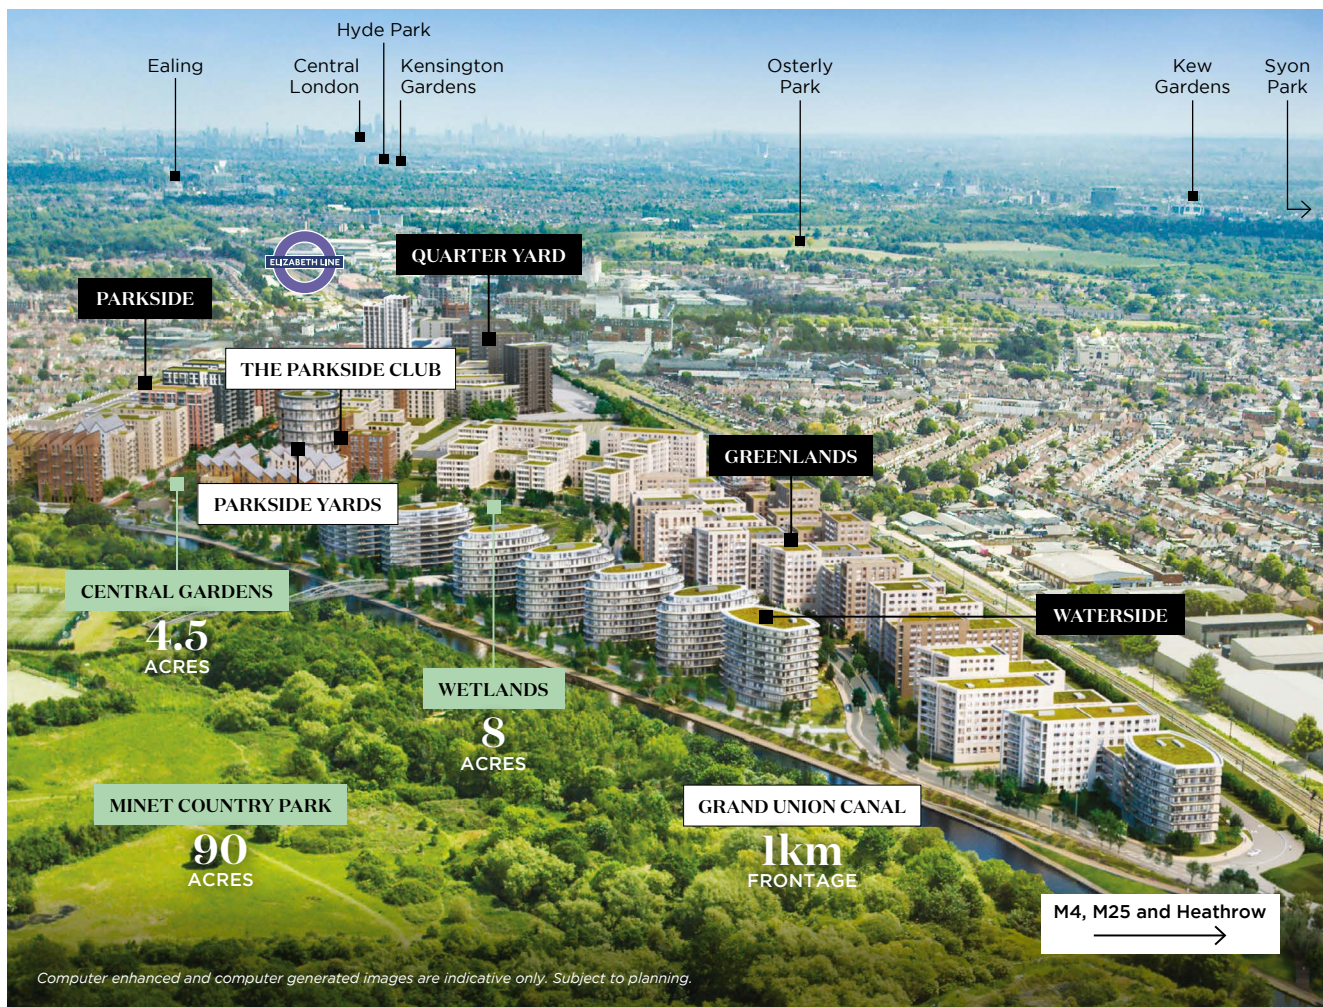 Hyde Park
Ealing
Central
London
Kensington
Gardens
Osterly
Park
Kew
Gardens
Syon
Park
ELIZABETH LINE
QUARTER YARD
PARKSIDE
THE PARKSIDE CLUB
GREENLANDS
PARKSIDE YARDS
CENTRAL GARDENS
4.5
ACRES
WATERSIDE
WETLANDS
8
ACRES
MINET COUNTRY PARK
90
ACRES
GRAND UNION CANAL
1km
FRONTAGE
M4, M25 and Heathrow
Computer enhanced and computer generated images are indicative only. Subject to planning.